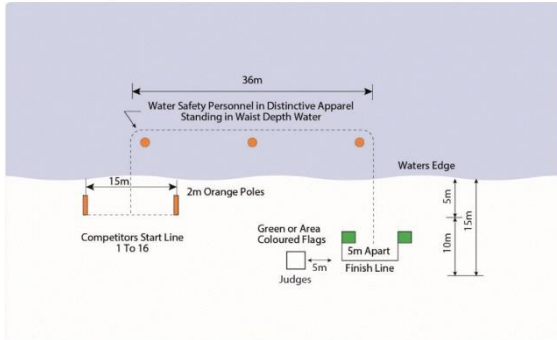 36m
Water Safety Personnel in Distinctive Apparel
Standing in Waist Depth Water
Waters Edge
15m
2m Orange Poles
5m
15m
10m
Green or Area
Coloured Flags
Competitors Start Line
1 To 16
5m Apart
5m
Finish Line
Judges